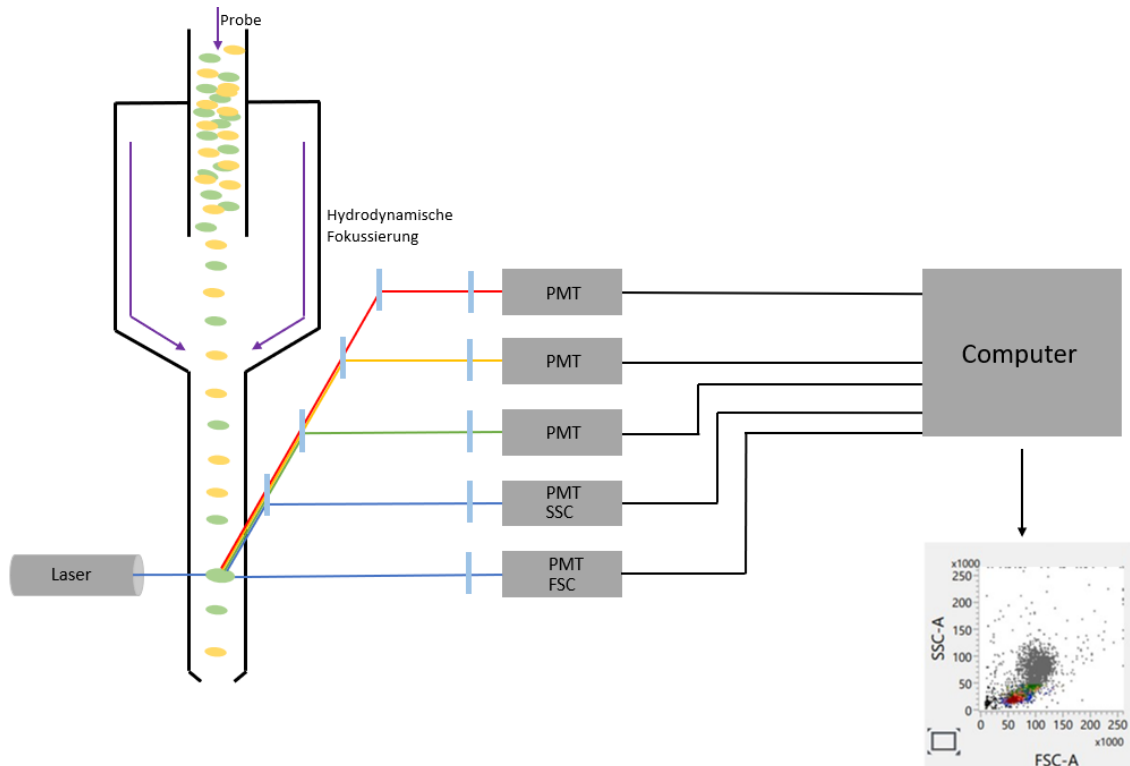 Probe
Hydrodynamische
Fokussierung
PMT
PMT
Computer
PMT
PMT
SSC
Laser
PMT
FSC
x1000
250
200
150
100
50
0
SSC-A
0 50 100 150 200 250
x1000
FSC-A